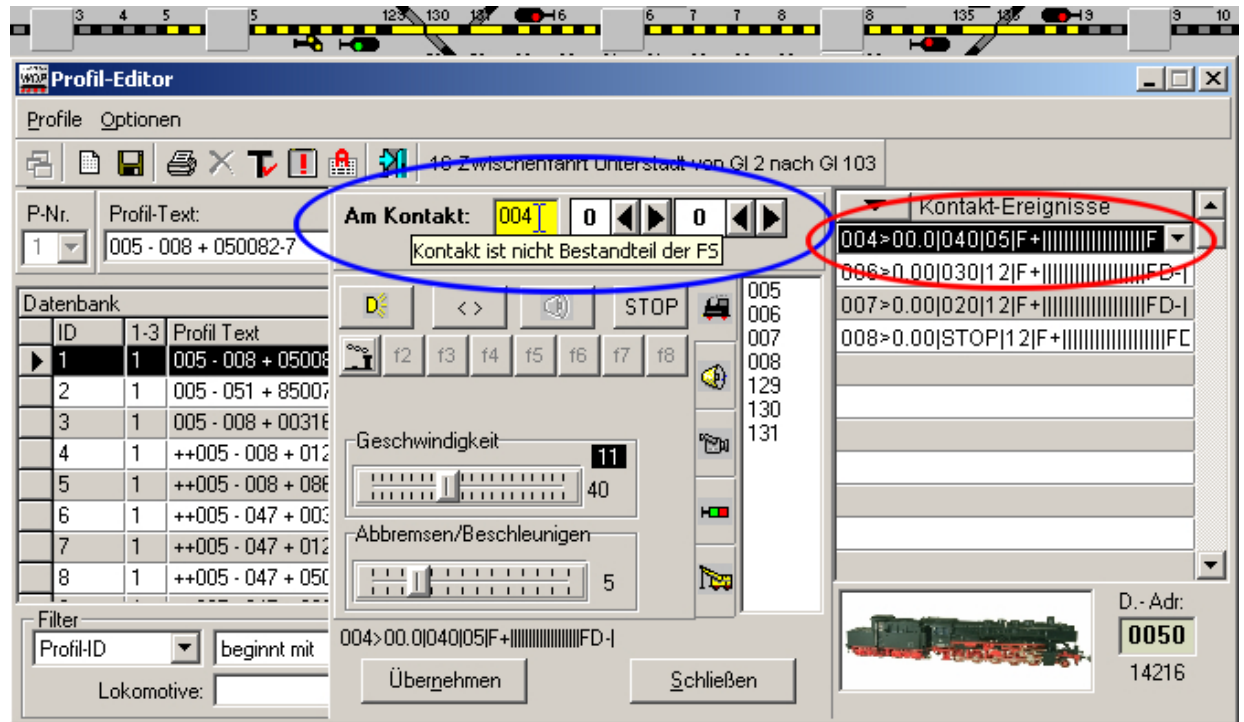 3 4 5 5 123 130 137 6 6 7 7 8 8 135 136 9 9 10
Profil-Editor
Profile Optionen
16 Zwischenfahrt Unterstadt von Gl 2 nach Gl 103
P-Nr. Profil-Text:
1 005 - 008 + 050082-7
Am Kontakt: 004 0 0
Kontakt ist nicht Bestandteil der FS
Kontakt-Ereignisse
004>00.0|040|05|F+||||||||||||||||||F
006>0.00|030|12|F+||||||||||||||||||FD-|
007>0.00|020|12|F+||||||||||||||||||FD-|
008>0.00|STOP|12|F+||||||||||||||||||FD
Datenbank
ID 1-3 Profil Text
1 1 005 - 008 + 05008
2 1 005 - 051 + 85007
3 1 005 - 008 + 00316
4 1 ++005 - 008 + 012
5 1 ++005 - 008 + 086
6 1 ++005 - 047 + 003
7 1 ++005 - 047 + 012
8 1 ++005 - 047 + 050
D < > STOP
f2 f3 f4 f5 f6 f7 f8
Geschwindigkeit
11
40
Abbremsen/Beschleunigen
5
005
006
007
008
129
130
131
004>00.0|040|05|F+||||||||||||||||||FD-|
Übernehmen Schließen
Filter
Profil-ID beginnt mit
Lokomotive:
D.- Adr:
0050
14216